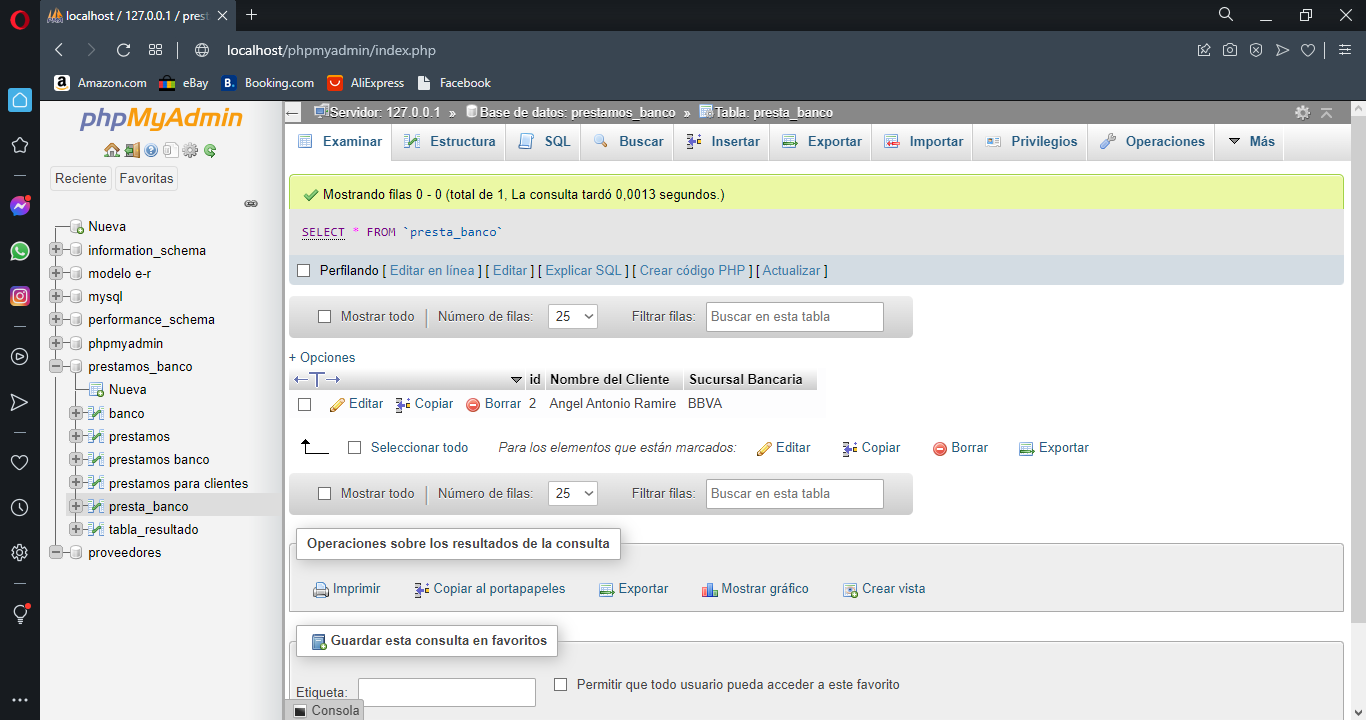 localhost / 127.0.0.1 / prest
localhost/phpmyadmin/index.php
Amazon.com eBay B. Booking.com AliExpress Facebook
phpMyAdmin
Reciente Favoritas
Nueva
information_schema
modelo e-r
mysql
performance_schema
phpmyadmin
prestamos_banco
Nueva
banco
prestamos
prestamos banco
prestamos para clientes
presta_banco
tabla_resultado
proveedores
Servidor: 127.0.0.1 » Base de datos: prestamos_banco » Tabla: presta_banco
Examinar Estructura SQL Buscar Insertar Exportar Importar Privilegios Operaciones Más
Mostrando filas 0 - 0 (total de 1, La consulta tardó 0,0013 segundos.)
SELECT * FROM `presta_banco`
Perfilando [ Editar en línea ] [ Editar ] [ Explicar SQL ] [ Crear código PHP ] [ Actualizar ]
Mostrar todo Número de filas: 25 Filtrar filas: Buscar en esta tabla
+ Opciones
id Nombre del Cliente Sucursal Bancaria
Editar Copiar Borrar 2 Angel Antonio Ramire BBVA
Seleccionar todo Para los elementos que están marcados: Editar Copiar Borrar Exportar
Mostrar todo Número de filas: 25 Filtrar filas: Buscar en esta tabla
Operaciones sobre los resultados de la consulta
Imprimir Copiar al portapapeles Exportar Mostrar gráfico Crear vista
Guardar esta consulta en favoritos
Etiqueta: Permitir que todo usuario pueda acceder a este favorito
Consola